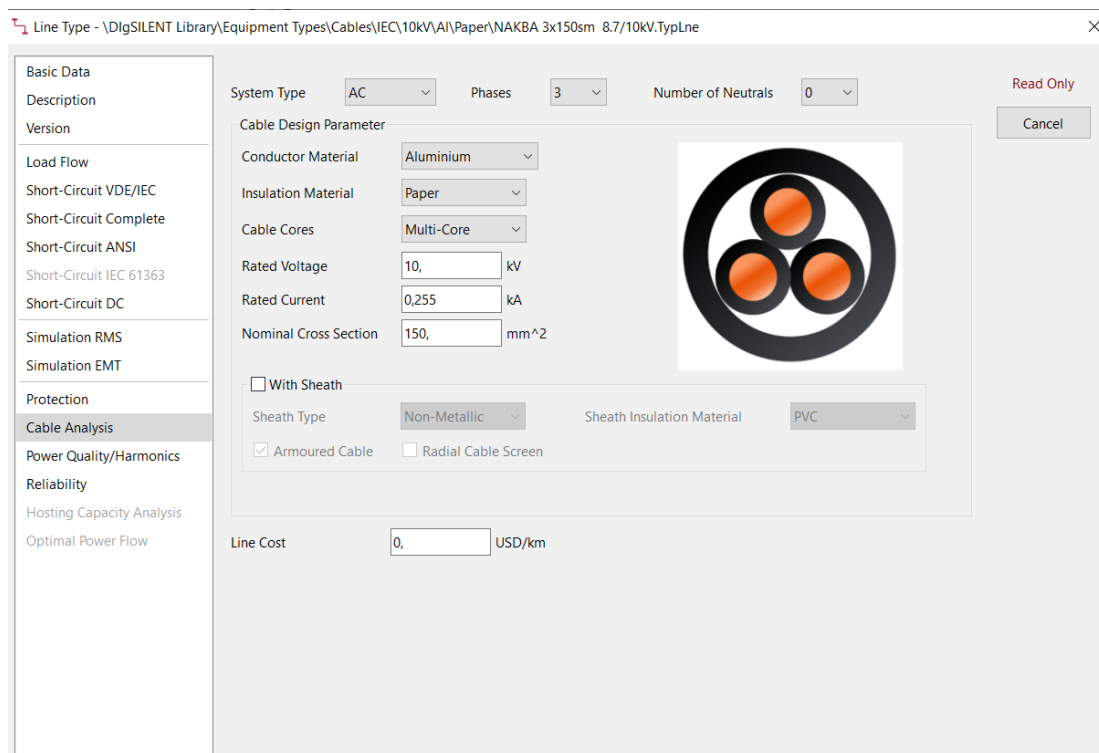 Line Type - \DIgSILENT Library\Equipment Types\Cables\IEC\10kV\Al\Paper\NAKBA 3x150sm  8.7/10kV.TypLne
Basic Data
Description
Version
Load Flow
Short-Circuit VDE/IEC
Short-Circuit Complete
Short-Circuit ANSI
Short-Circuit IEC 61363
Short-Circuit DC
Simulation RMS
Simulation EMT
Protection
Cable Analysis
Power Quality/Harmonics
Reliability
Hosting Capacity Analysis
Optimal Power Flow
System Type AC Phases 3 Number of Neutrals 0
Cable Design Parameter
Conductor Material Aluminium
Insulation Material Paper
Cable Cores Multi-Core
Rated Voltage 10, kV
Rated Current 0,255 kA
Nominal Cross Section 150, mm^2
With Sheath
Sheath Type Non-Metallic Sheath Insulation Material PVC
Armoured Cable Radial Cable Screen
Line Cost 0, USD/km
Read Only
Cancel